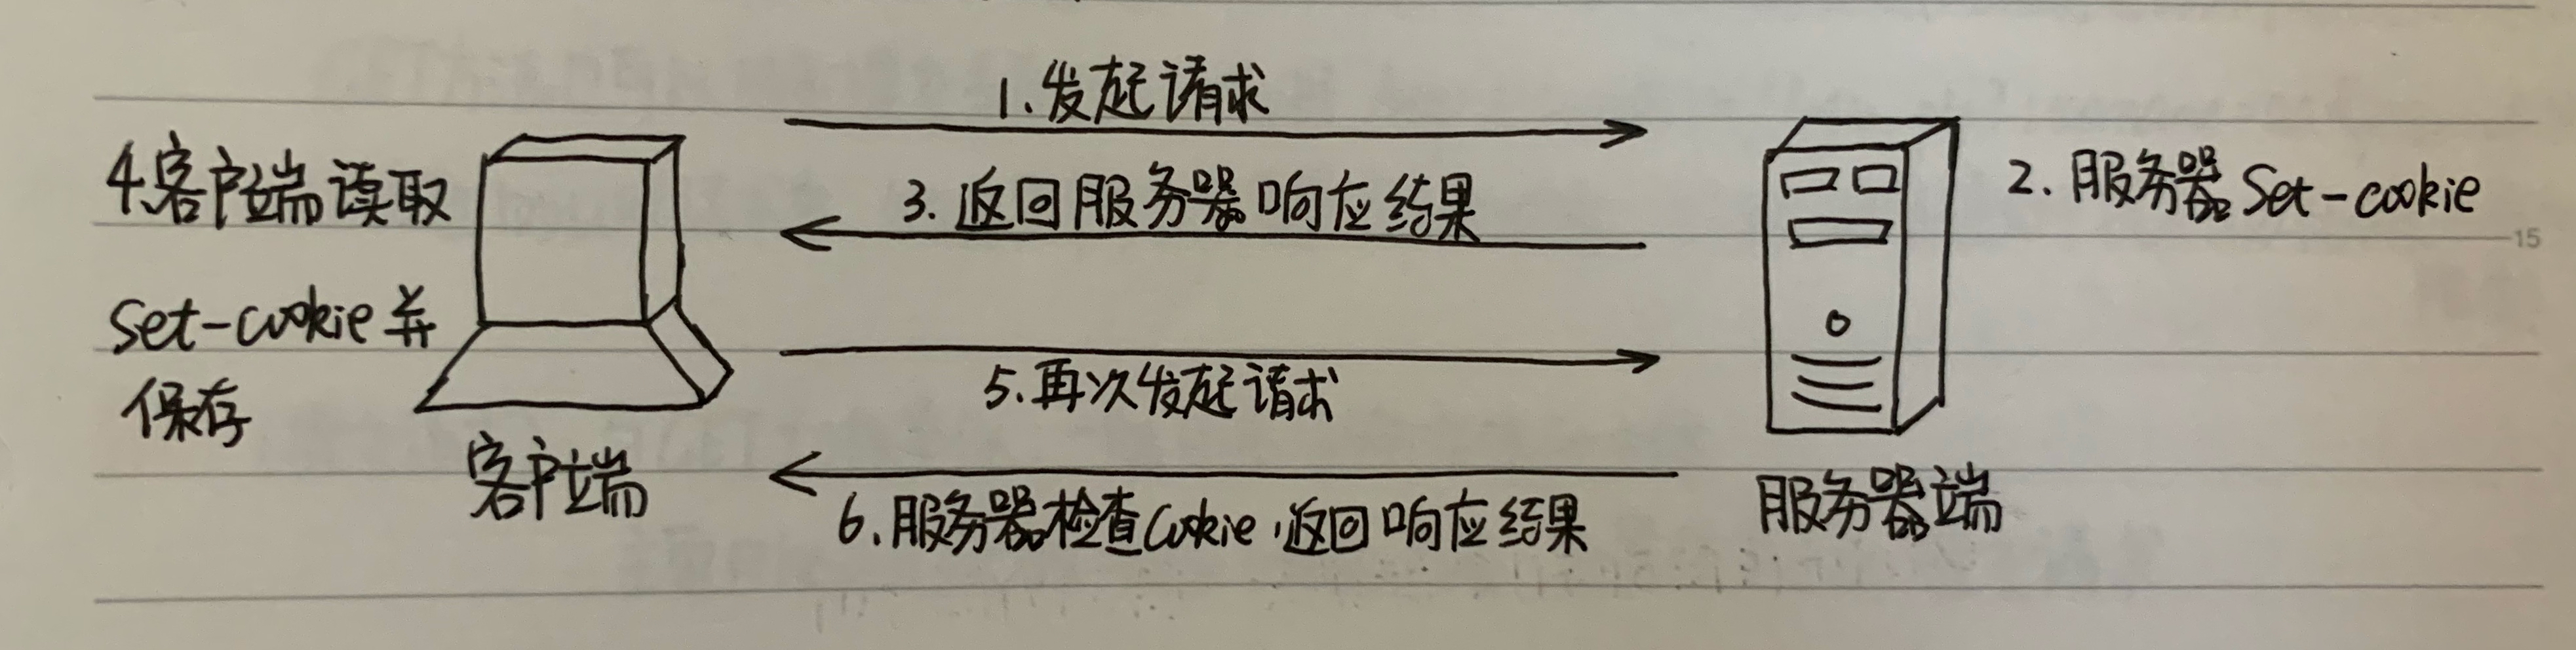 1.发起请求
4.客户端读取
Set-cookie并
保存
3.返回服务器响应结果
2.服务器Set-cookie
15
5.再次发起请求
客户端
6.服务器检查Cookie,返回响应结果
服务器端